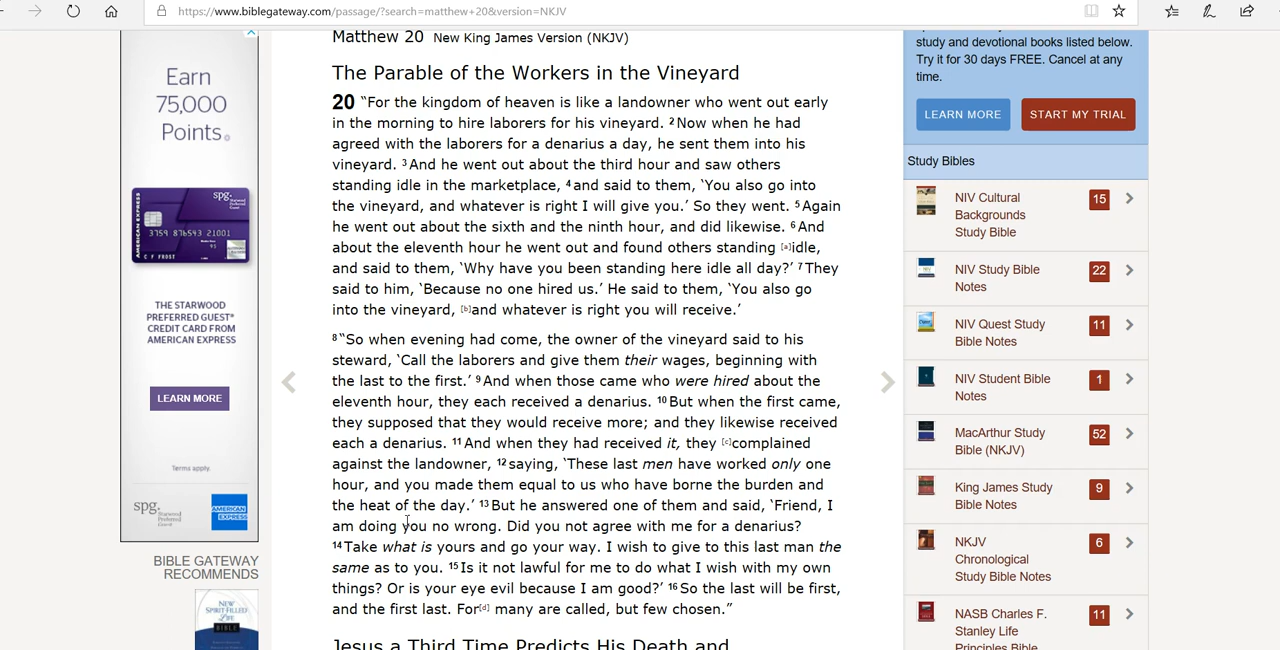 https://www.biblegateway.com/passage/?search=matthew+20&version=NKJV
Earn
75,000
Points.
spg.
3759 876543 21001
C F FROST
THE STARWOOD
PREFERRED GUEST®
CREDIT CARD FROM
AMERICAN EXPRESS
LEARN MORE
Terms apply.
spg. Starwood
Preferred
Guest
AMERICAN
EXPRESS
BIBLE GATEWAY
RECOMMENDS
NEW
SPIRIT FILLED
LIFE
BIBLE
Matthew 20 New King James Version (NKJV)
The Parable of the Workers in the Vineyard
20 “For the kingdom of heaven is like a landowner who went out early
in the morning to hire laborers for his vineyard. 2 Now when he had
agreed with the laborers for a denarius a day, he sent them into his
vineyard. 3 And he went out about the third hour and saw others
standing idle in the marketplace, 4 and said to them, ‘You also go into
the vineyard, and whatever is right I will give you.’ So they went. 5 Again
he went out about the sixth and the ninth hour, and did likewise. 6 And
about the eleventh hour he went out and found others standing [a]idle,
and said to them, ‘Why have you been standing here idle all day?’ 7 They
said to him, ‘Because no one hired us.’ He said to them, ‘You also go
into the vineyard, [b]and whatever is right you will receive.’
8 “So when evening had come, the owner of the vineyard said to his
steward, ‘Call the laborers and give them their wages, beginning with
the last to the first.’ 9 And when those came who were hired about the
eleventh hour, they each received a denarius. 10 But when the first came,
they supposed that they would receive more; and they likewise received
each a denarius. 11 And when they had received it, they [c]complained
against the landowner, 12 saying, ‘These last men have worked only one
hour, and you made them equal to us who have borne the burden and
the heat of the day.’ 13 But he answered one of them and said, ‘Friend, I
am doing you no wrong. Did you not agree with me for a denarius?
14 Take what is yours and go your way. I wish to give to this last man the
same as to you. 15 Is it not lawful for me to do what I wish with my own
things? Or is your eye evil because I am good?’ 16 So the last will be first,
and the first last. For[d] many are called, but few chosen.”
Jesus a Third Time Predicts His Death and
study and devotional books listed below.
Try it for 30 days FREE. Cancel at any
time.
LEARN MORE START MY TRIAL
Study Bibles
NIV Cultural
Backgrounds
Study Bible
15
NIV Study Bible
Notes
22
NIV Quest Study
Bible Notes
11
NIV Student Bible
Notes
1
MacArthur Study
Bible (NKJV)
52
King James Study
Bible Notes
9
NKJV
Chronological
Study Bible Notes
6
NASB Charles F.
Stanley Life
Principles Bible
11